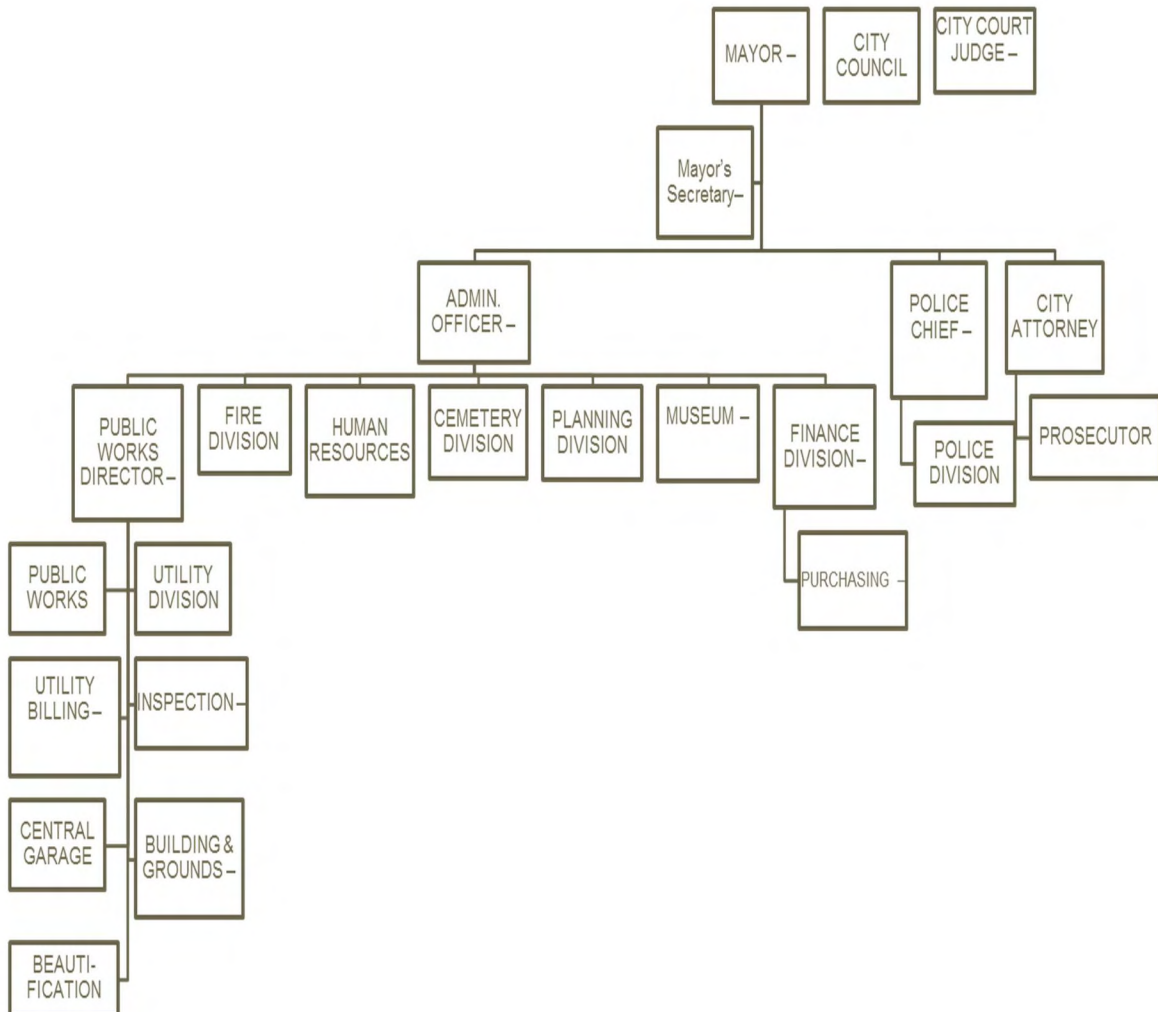 MAYOR –
CITY
COUNCIL
CITY COURT
JUDGE –
Mayor's
Secretary–
ADMIN.
OFFICER –
POLICE
CHIEF –
CITY
ATTORNEY
PUBLIC
WORKS
DIRECTOR –
FIRE
DIVISION
HUMAN
RESOURCES
CEMETERY
DIVISION
PLANNING
DIVISION
MUSEUM –
FINANCE
DIVISION–
POLICE
DIVISION
PROSECUTOR
PUBLIC
WORKS
UTILITY
DIVISION
PURCHASING –
UTILITY
BILLING –
INSPECTION –
CENTRAL
GARAGE
BUILDING &
GROUNDS –
BEAUTI-
FICATION